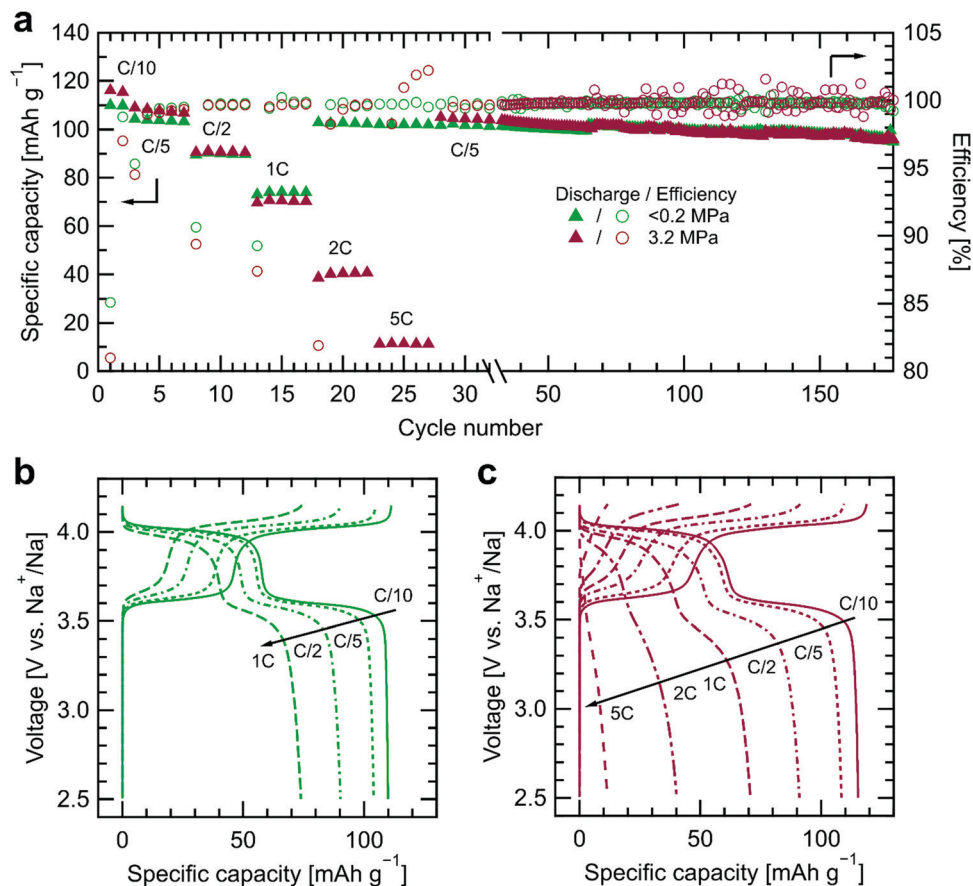 a
140
120
100
80
60
40
20
0
Specific capacity [mAh g⁻¹]
C/10
C/5
C/2
1C
2C
5C
C/5
Discharge / Efficiency
/ <0.2 MPa
/ 3.2 MPa
105
100
95
90
85
80
Efficiency [%]
0 5 10 15 20 25 30 50 100 150
Cycle number
b
4.0
3.5
3.0
2.5
Voltage [V vs. Na⁺/Na]
C/10
C/5
C/2
1C
0 50 100
Specific capacity [mAh g⁻¹]
c
4.0
3.5
3.0
2.5
Voltage [V vs. Na⁺/Na]
C/10
C/5
C/2
1C
2C
5C
0 50 100
Specific capacity [mAh g⁻¹]